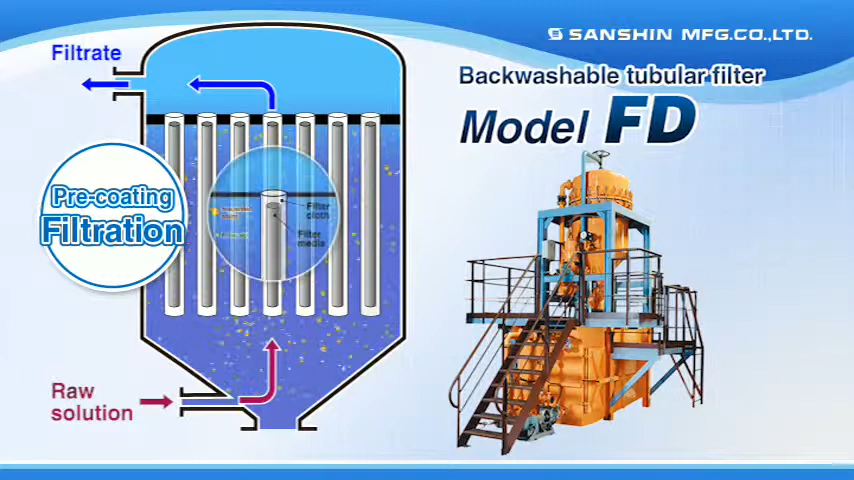 SANSHIN MFG.CO.,LTD.
Backwashable tubular filter
Model FD
Filtrate
Pre-coating
Filtration
Filter
cloth
Filter
media
Raw
solution